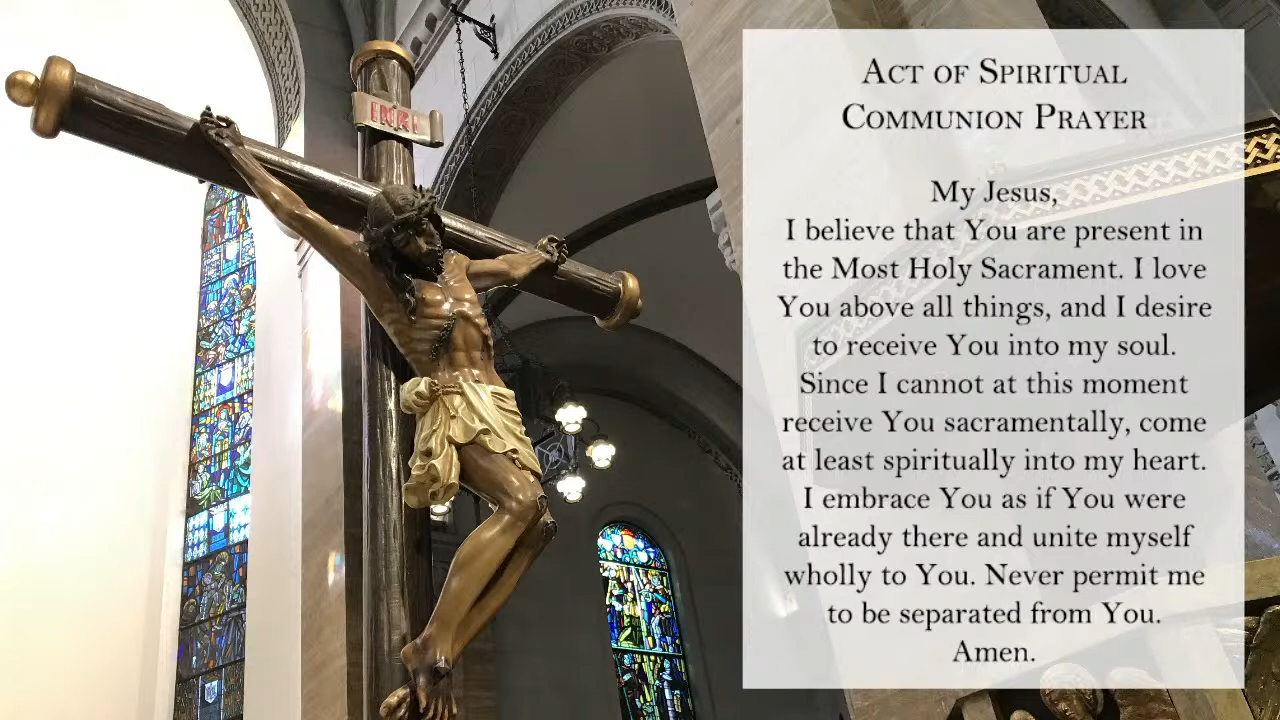 INRI
ACT OF SPIRITUAL
COMMUNION PRAYER
My Jesus,
I believe that You are present in
the Most Holy Sacrament. I love
You above all things, and I desire
to receive You into my soul.
Since I cannot at this moment
receive You sacramentally, come
at least spiritually into my heart.
I embrace You as if You were
already there and unite myself
wholly to You. Never permit me
to be separated from You.
Amen.